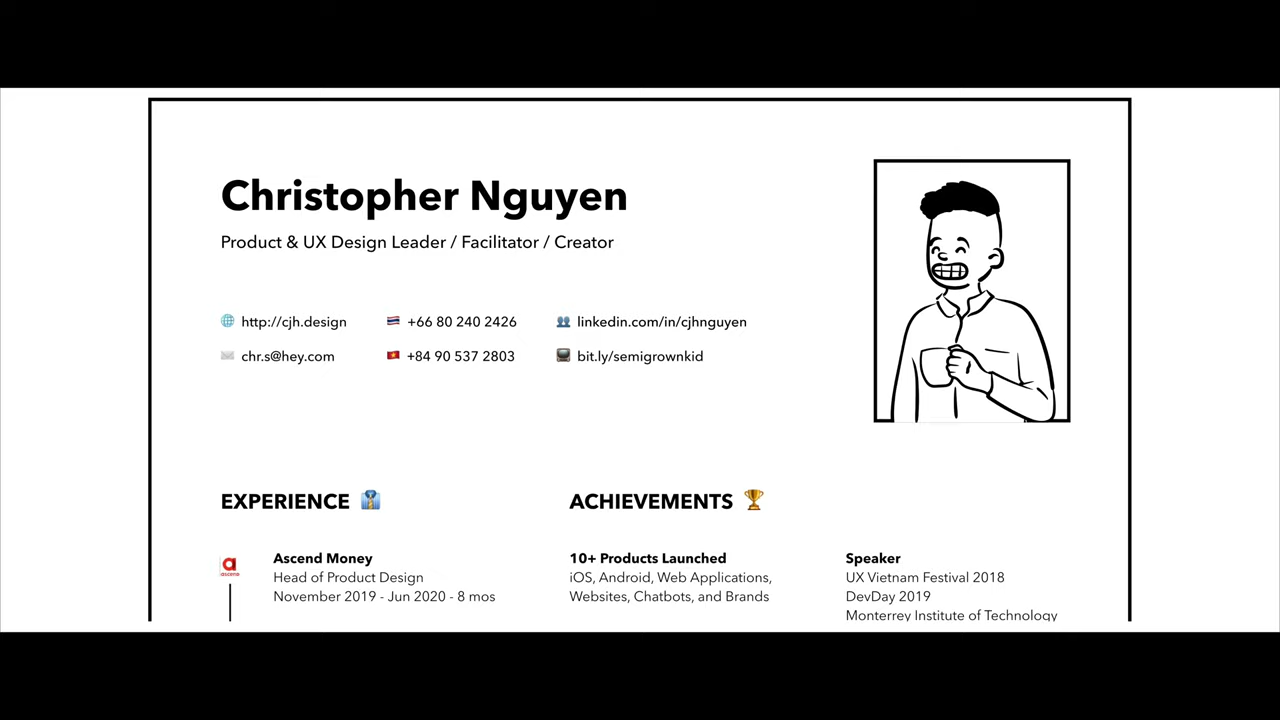 Christopher Nguyen
Product & UX Design Leader / Facilitator / Creator
http://cjh.design
+66 80 240 2426
linkedin.com/in/cjhnguyen
chr.s@hey.com
+84 90 537 2803
bit.ly/semigrownkid
EXPERIENCE
ascend
Ascend Money
Head of Product Design
November 2019 - Jun 2020 - 8 mos
ACHIEVEMENTS
10+ Products Launched
iOS, Android, Web Applications,
Websites, Chatbots, and Brands
Speaker
UX Vietnam Festival 2018
DevDay 2019
Monterrey Institute of Technology